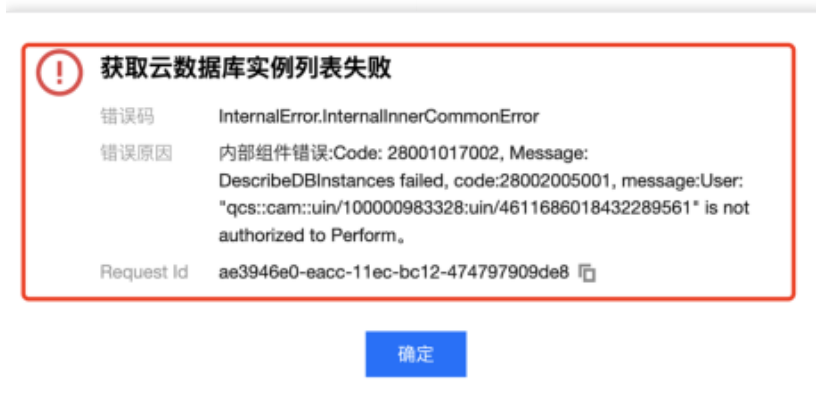 获取云数据库实例列表失败
错误码 InternalError.InternalInnerCommonError
错误原因 内部组件错误:Code: 28001017002, Message:
DescribeDBInstances failed, code:28002005001, message:User:
"qcs::cam::uin/100000983328:uin/4611686018432289561" is not
authorized to Perform。
Request Id ae3946e0-eacc-11ec-bc12-474797909de8
确定